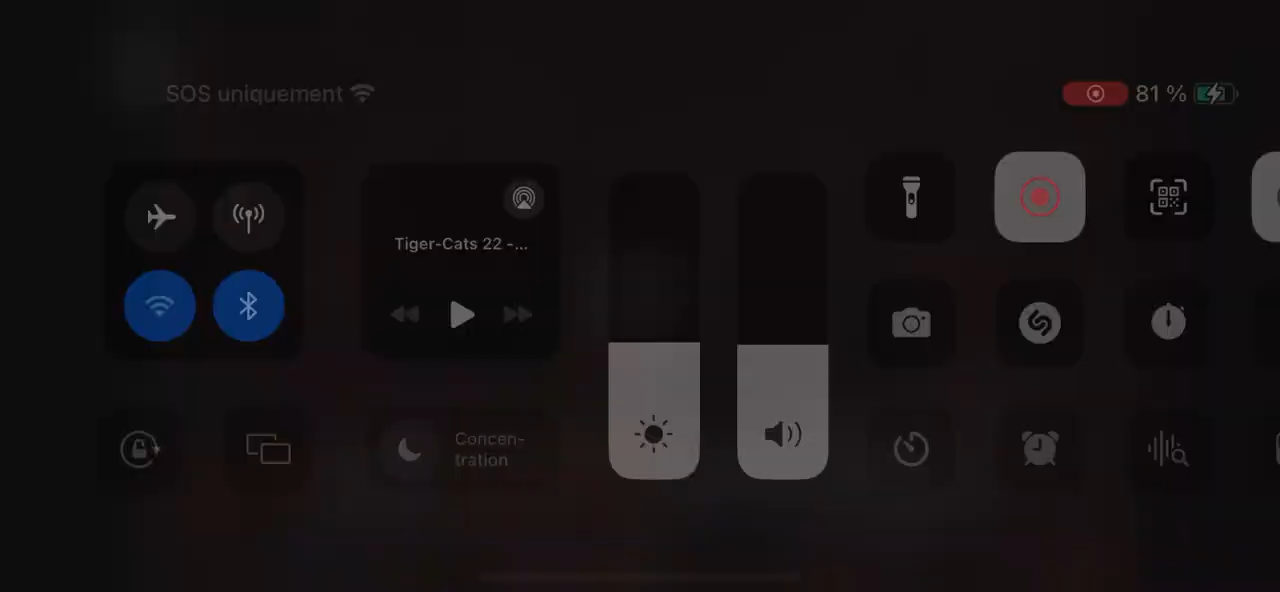 SOS uniquement
81 %
Tiger-Cats 22 -...
Concen-
tration